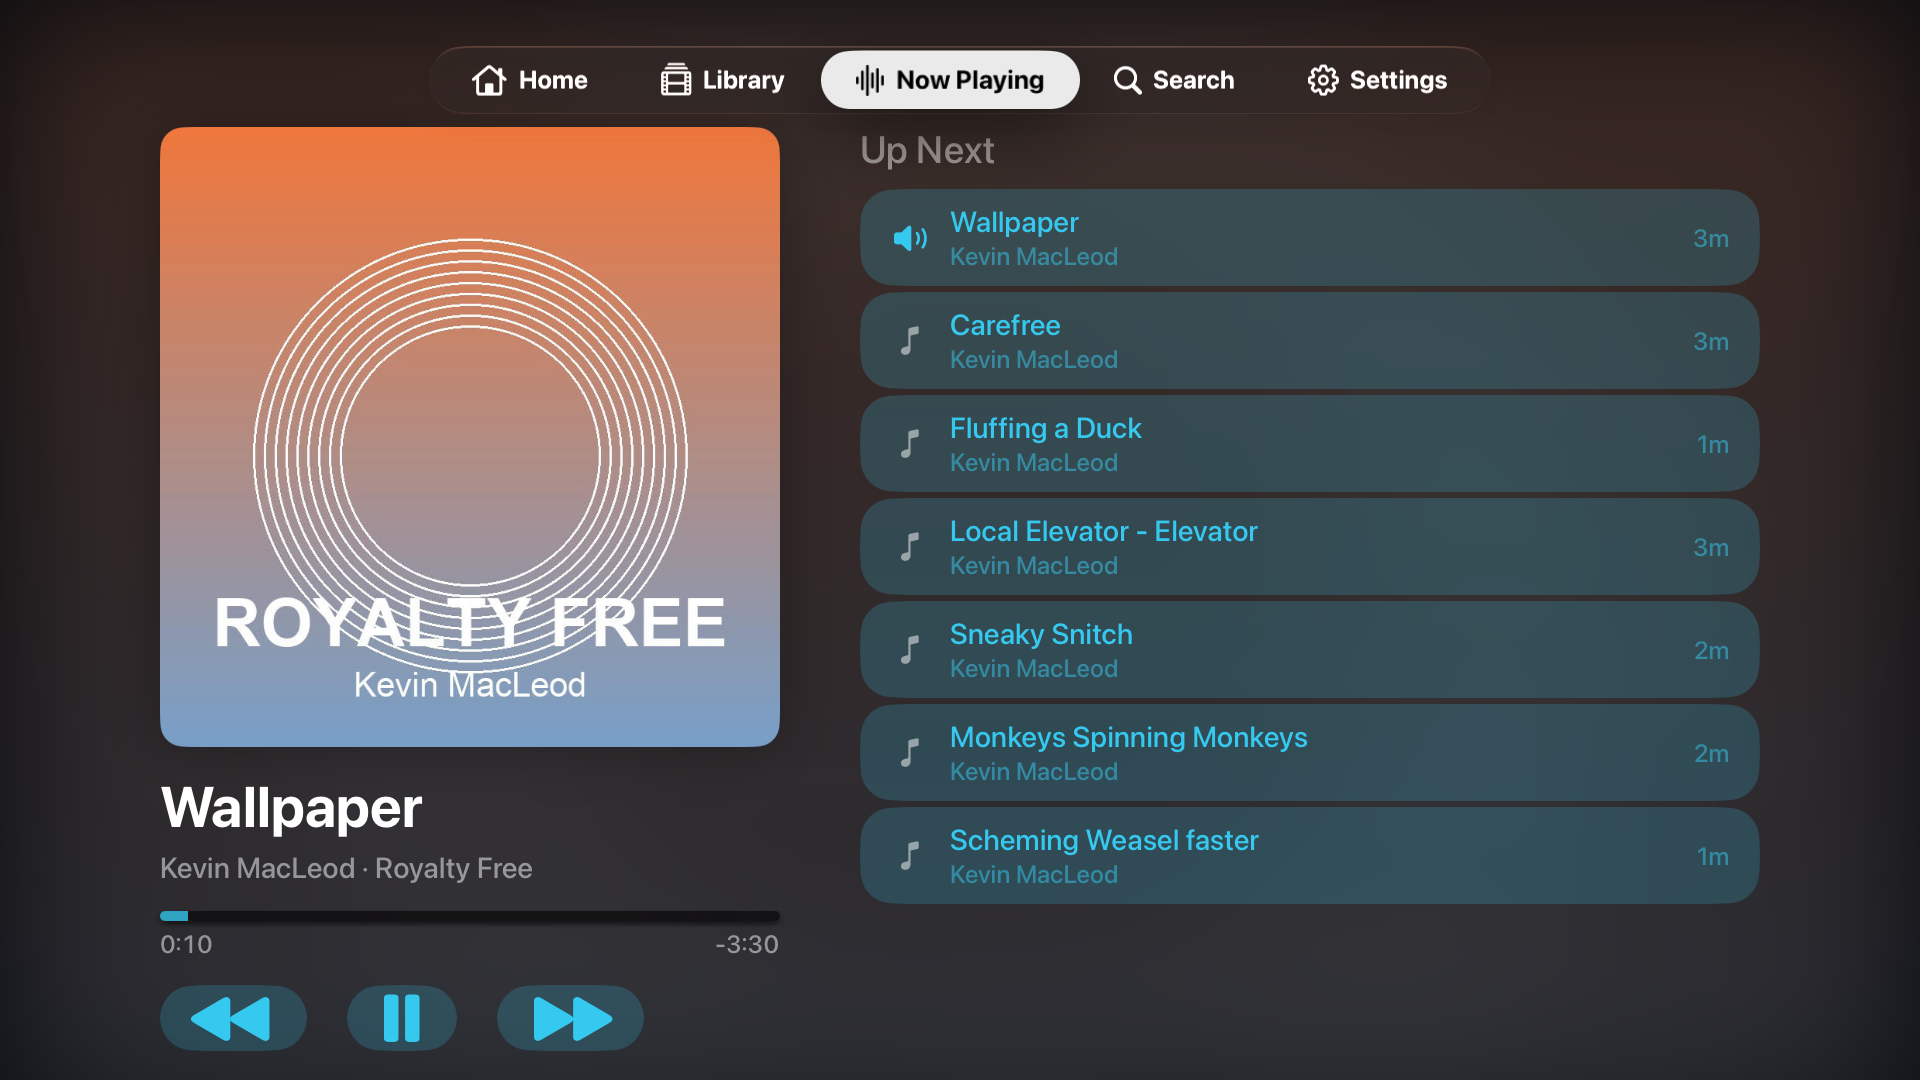 Home
Library
Now Playing
Search
Settings
ROYALTY FREE
Kevin MacLeod
Wallpaper
Kevin MacLeod · Royalty Free
0:10
-3:30
Up Next
Wallpaper
Kevin MacLeod
3m
Carefree
Kevin MacLeod
3m
Fluffing a Duck
Kevin MacLeod
1m
Local Elevator - Elevator
Kevin MacLeod
3m
Sneaky Snitch
Kevin MacLeod
2m
Monkeys Spinning Monkeys
Kevin MacLeod
2m
Scheming Weasel faster
Kevin MacLeod
1m